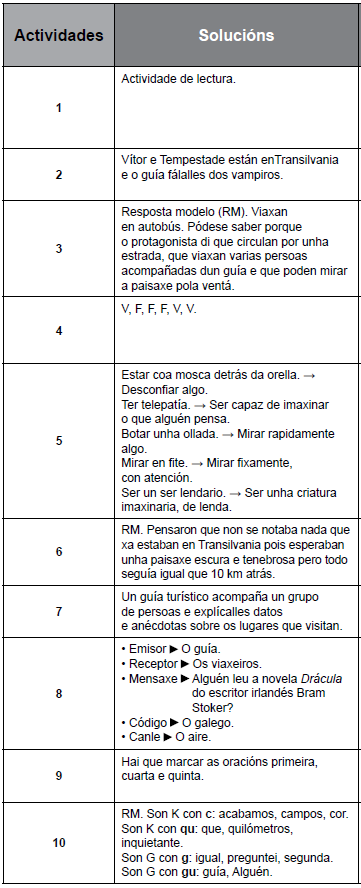 Actividades Solucións
1 Actividade de lectura.
2 Vítor e Tempestade están enTransilvania
e o guía fálalles dos vampiros.
3 Resposta modelo (RM). Viaxan
en autobús. Pódese saber porque
o protagonista di que circulan por unha
estrada, que viaxan varias persoas
acompañadas dun guía e que poden mirar
a paisaxe pola ventá.
4 V, F, F, F, V, V.
5 Estar coa mosca detrás da orella. →
Desconfiar algo.
Ter telepatía. → Ser capaz de imaxinar
o que alguén pensa.
Botar unha ollada. → Mirar rapidamente
algo.
Mirar en fite. → Mirar fixamente,
con atención.
Ser un ser lendario. → Ser unha criatura
imaxinaria, de lenda.
6 RM. Pensaron que non se notaba nada que
xa estaban en Transilvania pois esperaban
unha paisaxe escura e tenebrosa pero todo
seguía igual que 10 km atrás.
7 Un guía turístico acompaña un grupo
de persoas e explícalles datos
e anécdotas sobre os lugares que visitan.
8 • Emisor ► O guía.
• Receptor ► Os viaxeiros.
• Mensaxe ► Alguén leu a novela Drácula
do escritor irlandés Bram
Stoker?
• Código ► O galego.
• Canle ► O aire.
9 Hai que marcar as oracións primeira,
cuarta e quinta.
10 RM. Son K con c: acabamos, campos, cor.
Son K con qu: que, quilómetros,
inquietante.
Son G con g: igual, preguntei, segunda.
Son G con gu: guía, Alguén.